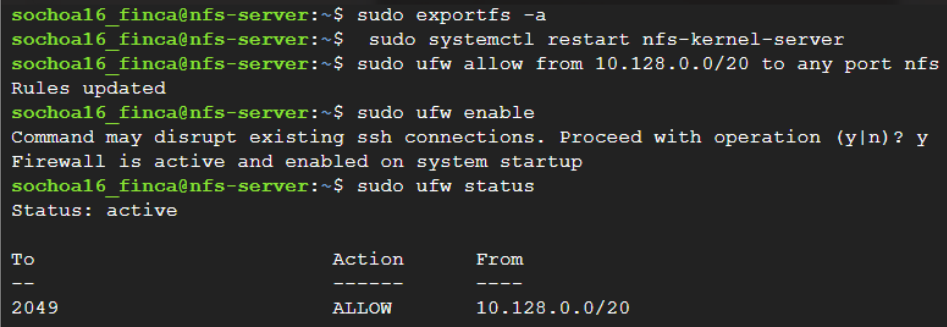 sochoa16_finca@nfs-server:~$ sudo exportfs -a
sochoa16_finca@nfs-server:~$  sudo systemctl restart nfs-kernel-server
sochoa16_finca@nfs-server:~$ sudo ufw allow from 10.128.0.0/20 to any port nfs
Rules updated
sochoa16_finca@nfs-server:~$ sudo ufw enable
Command may disrupt existing ssh connections. Proceed with operation (y|n)? y
Firewall is active and enabled on system startup
sochoa16_finca@nfs-server:~$ sudo ufw status
Status: active
To                         Action      From
--                         ------      ----
2049                       ALLOW       10.128.0.0/20